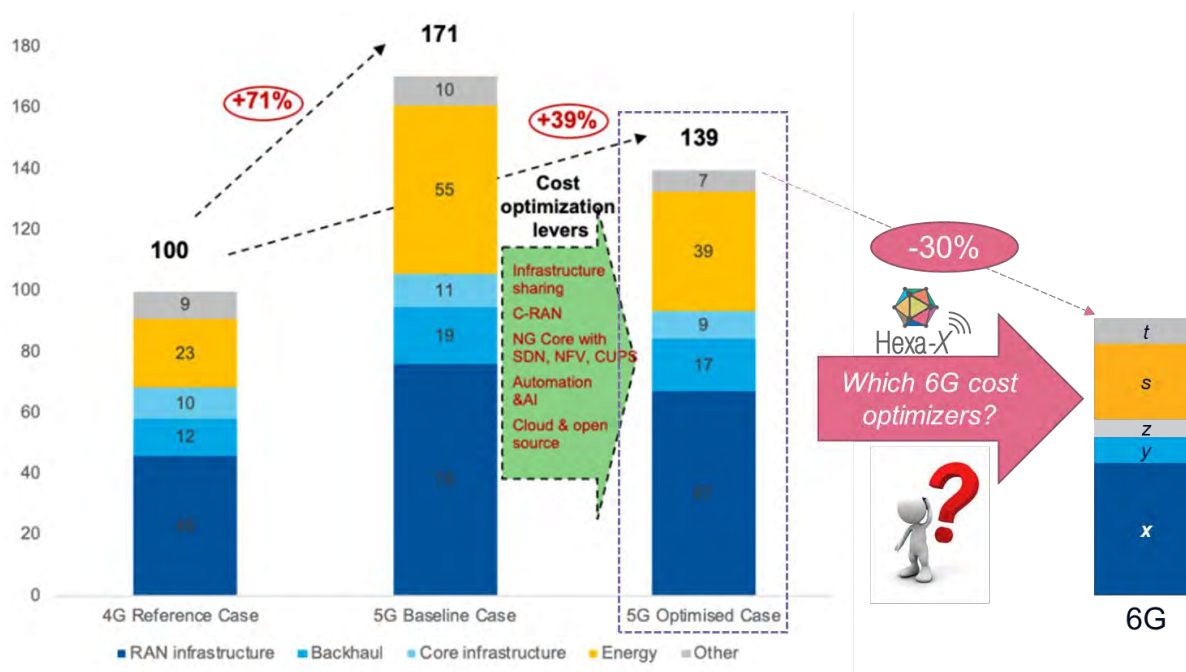 180
160
140
120
100
80
60
40
20
0
100
9
23
10
12
+71%
171
10
55
11
19
76
+39%
Cost
optimization
levers
Infrastructure
sharing
C-RAN
NG Core with
SDN, NFV, CUPS
Automation
&AI
Cloud & open
source
139
7
39
9
17
67
-30%
Hexa-X
Which 6G cost
optimizers?
t
s
z
y
x
4G Reference Case
5G Baseline Case
5G Optimised Case
6G
RAN infrastructure
Backhaul
Core infrastructure
Energy
Other